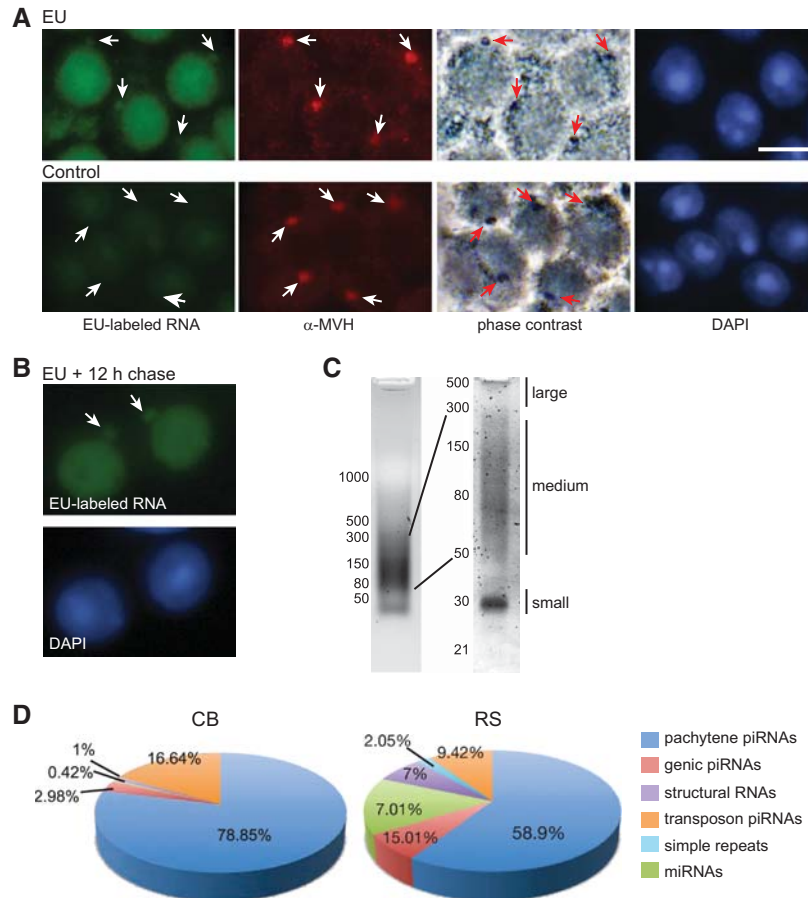 A
EU
Control
EU-labeled RNA
α-MVH
phase contrast
DAPI
B
EU + 12 h chase
EU-labeled RNA
DAPI
C
1000
500
300
150
80
50
500
300
150
80
50
30
21
large
medium
small
D
CB
1%
0.42%
2.98%
16.64%
78.85%
RS
2.05%
7%
7.01%
15.01%
9.42%
58.9%
pachytene piRNAs
genic piRNAs
structural RNAs
transposon piRNAs
simple repeats
miRNAs